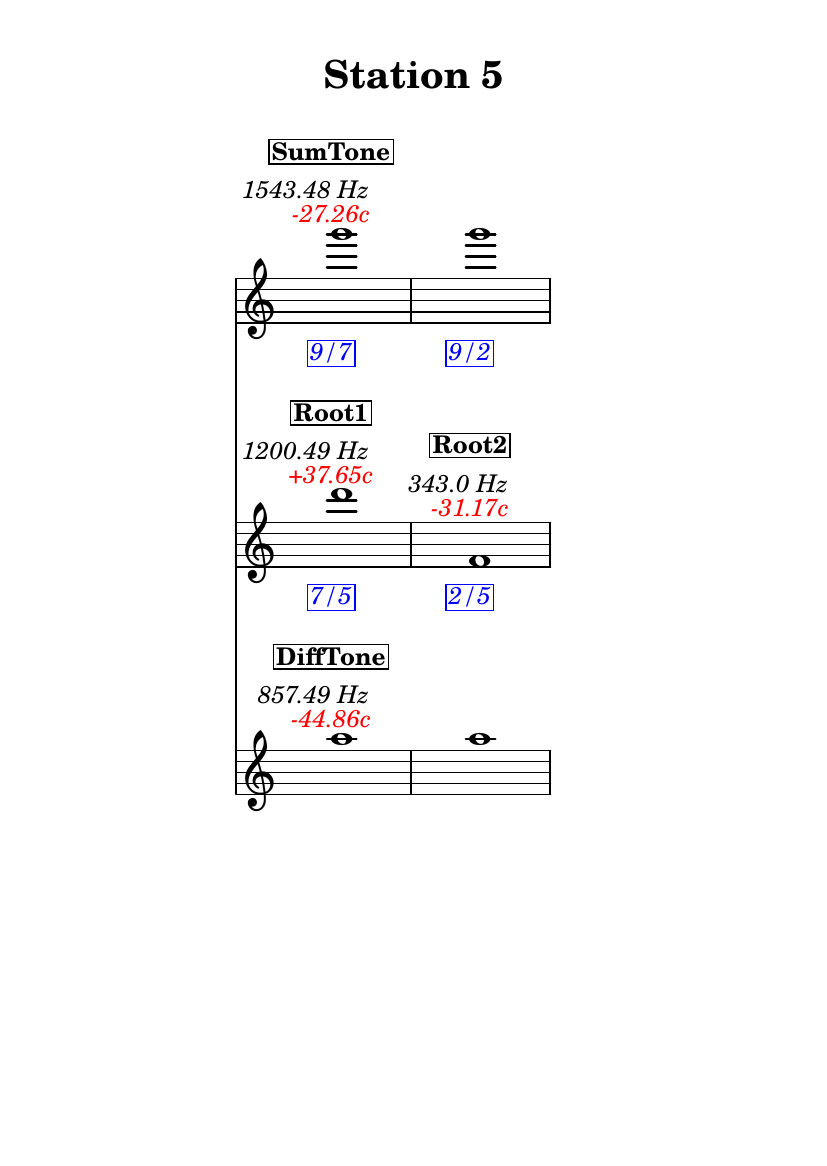 Station 5
SumTone
1543.48 Hz
-27.26c
9/7
9/2
Root1
1200.49 Hz
+37.65c
Root2
343.0 Hz
-31.17c
7/5
2/5
DiffTone
857.49 Hz
-44.86c